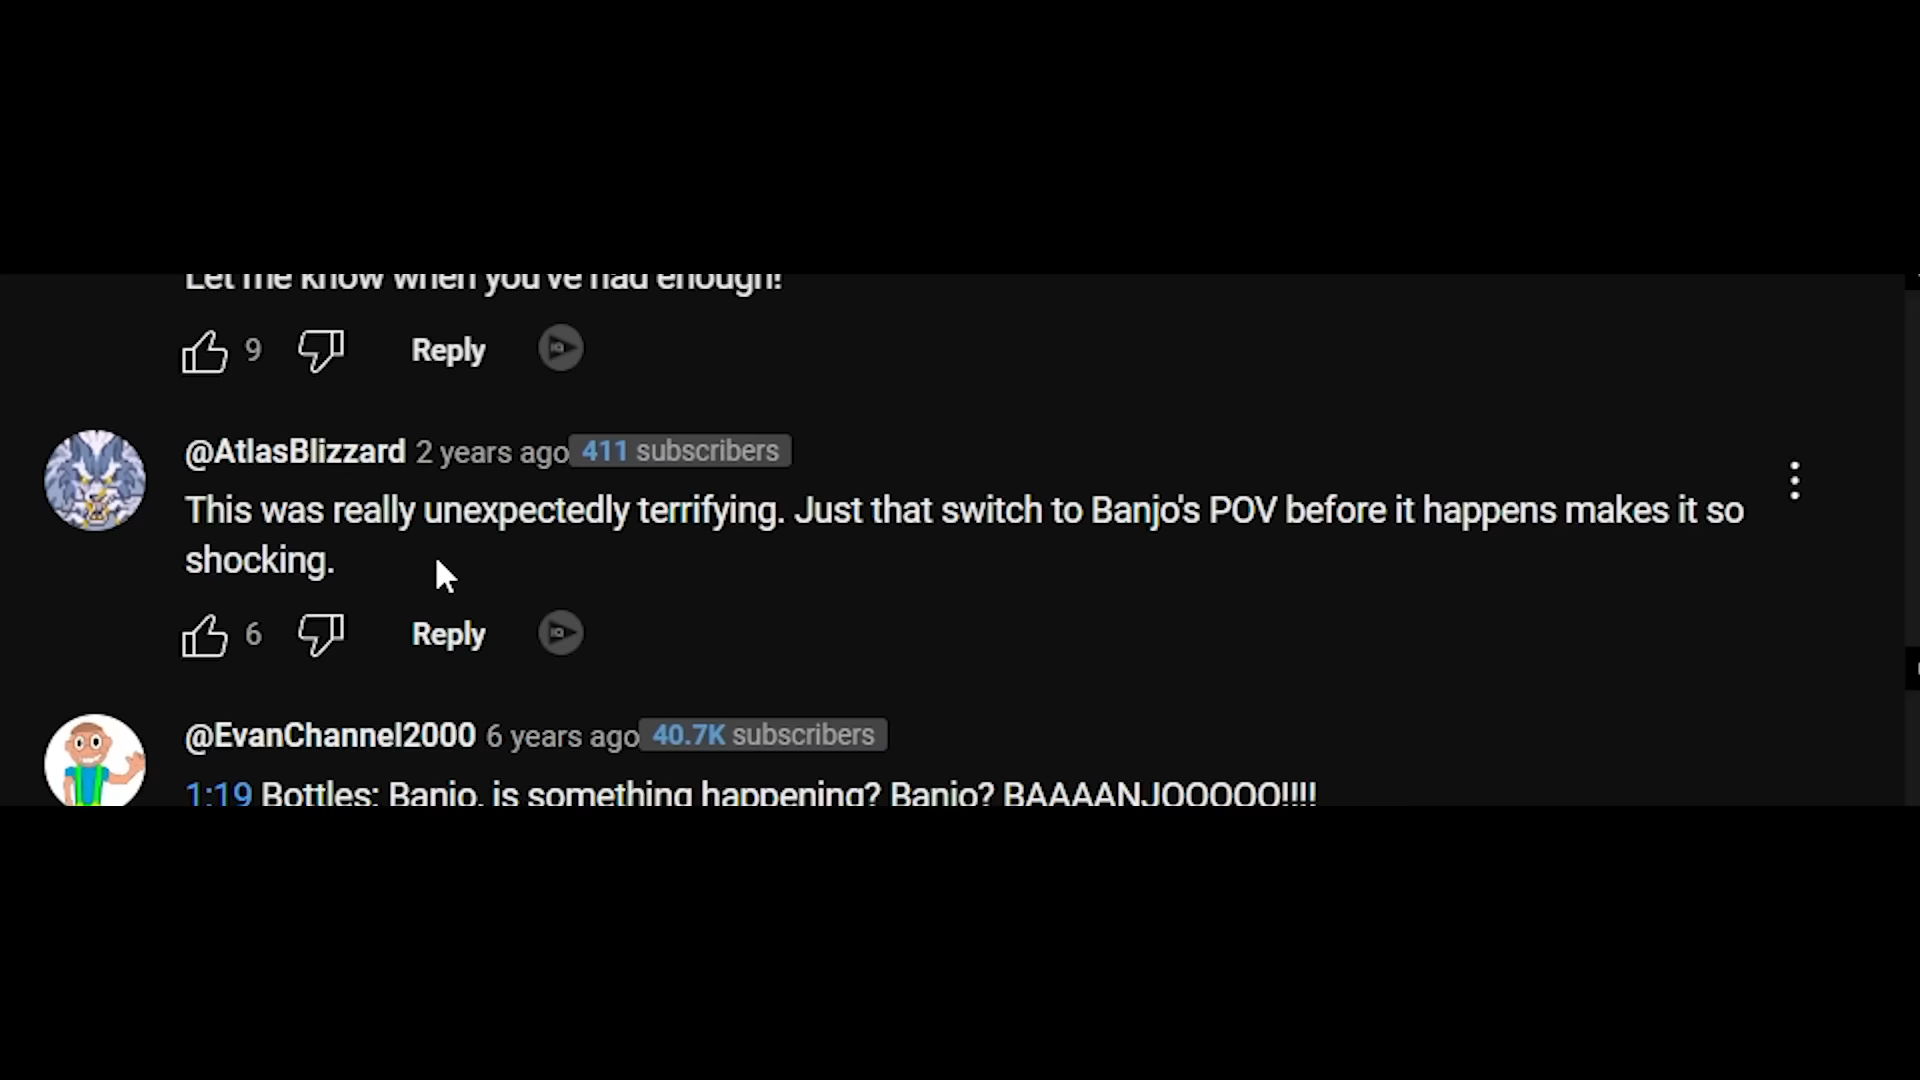 Let me know when you've had enough!
9 Reply
@AtlasBlizzard 2 years ago 411 subscribers
This was really unexpectedly terrifying. Just that switch to Banjo's POV before it happens makes it so
shocking.
6 Reply
@EvanChannel2000 6 years ago 40.7K subscribers
1:19 Bottles: Banjo, is something happening? Banjo? BAAAANJOOOOO!!!!